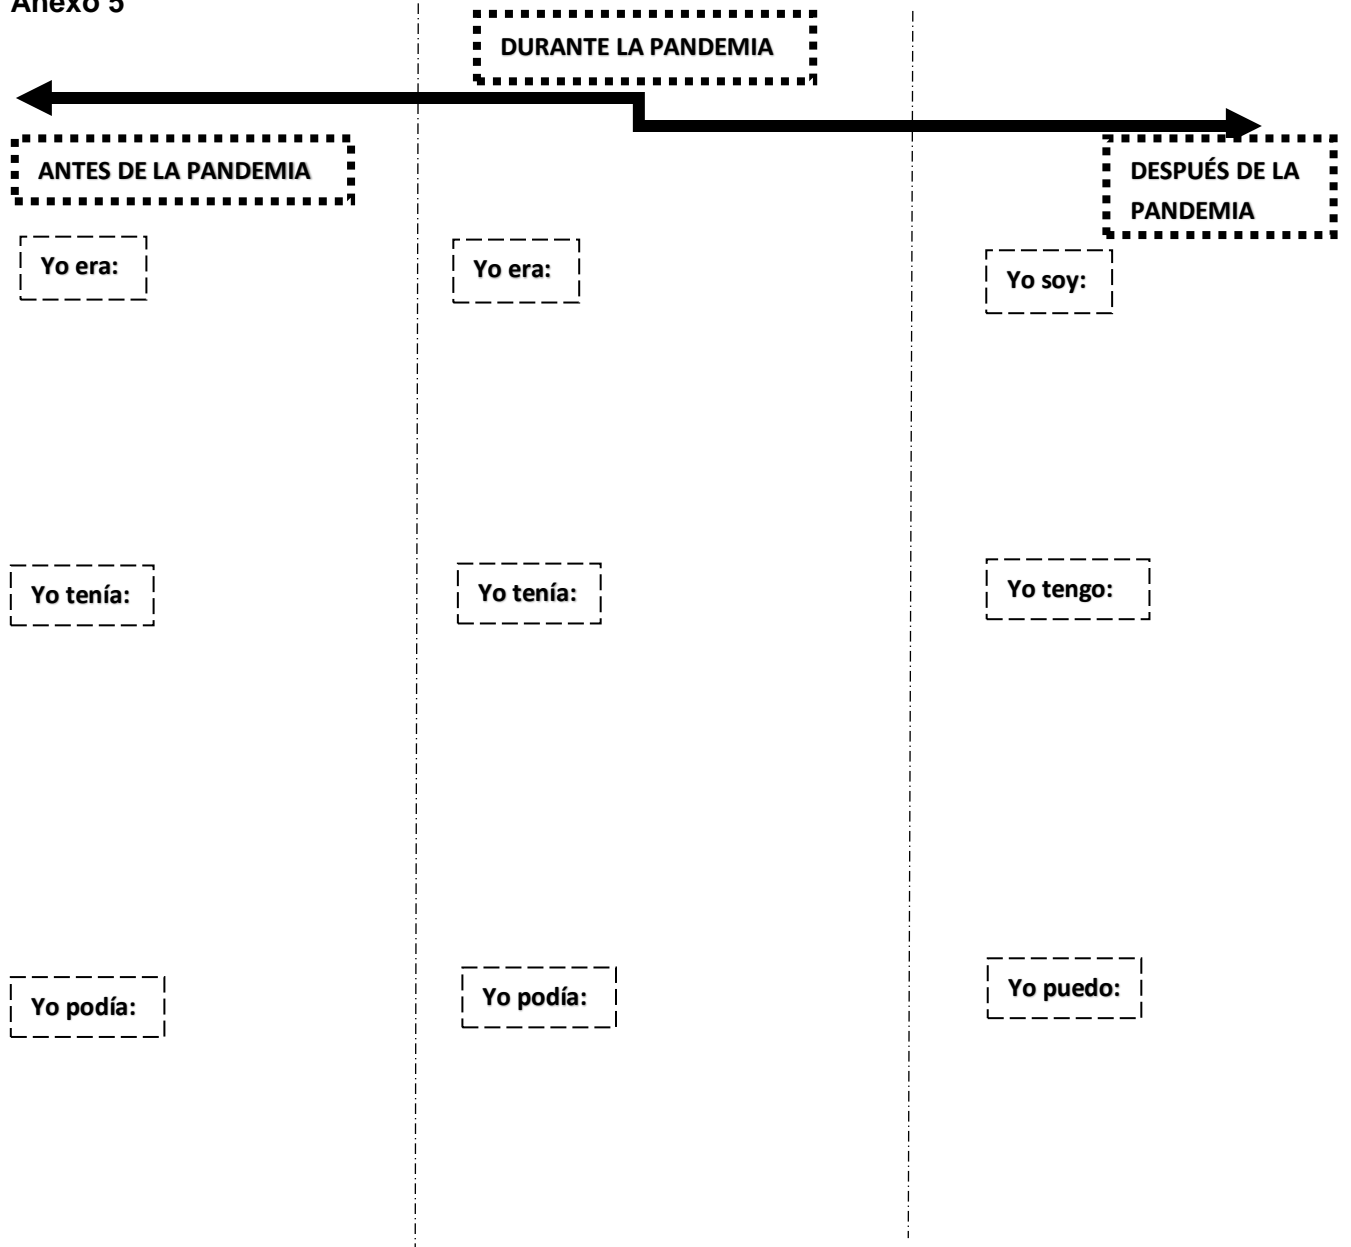 Anexo 5
DURANTE LA PANDEMIA
ANTES DE LA PANDEMIA
DESPUÉS DE LA
PANDEMIA
Yo era:
Yo era:
Yo soy:
Yo tenía:
Yo tenía:
Yo tengo:
Yo podía:
Yo podía:
Yo puedo: